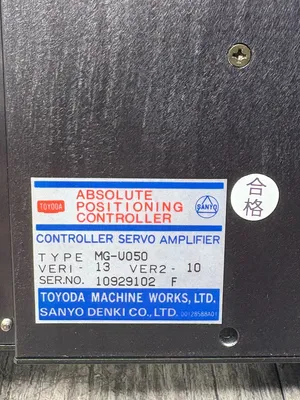 ABSOLUTE
POSITIONING
CONTROLLER
TOYODA
SANYO
合格
CONTROLLER SERVO AMPLIFIER
TYPE MG-U050
VER1- 13 VER2- 10
SER.NO. 10929102 F
TOYODA MACHINE WORKS, LTD.
SANYO DENKI CO., LTD.